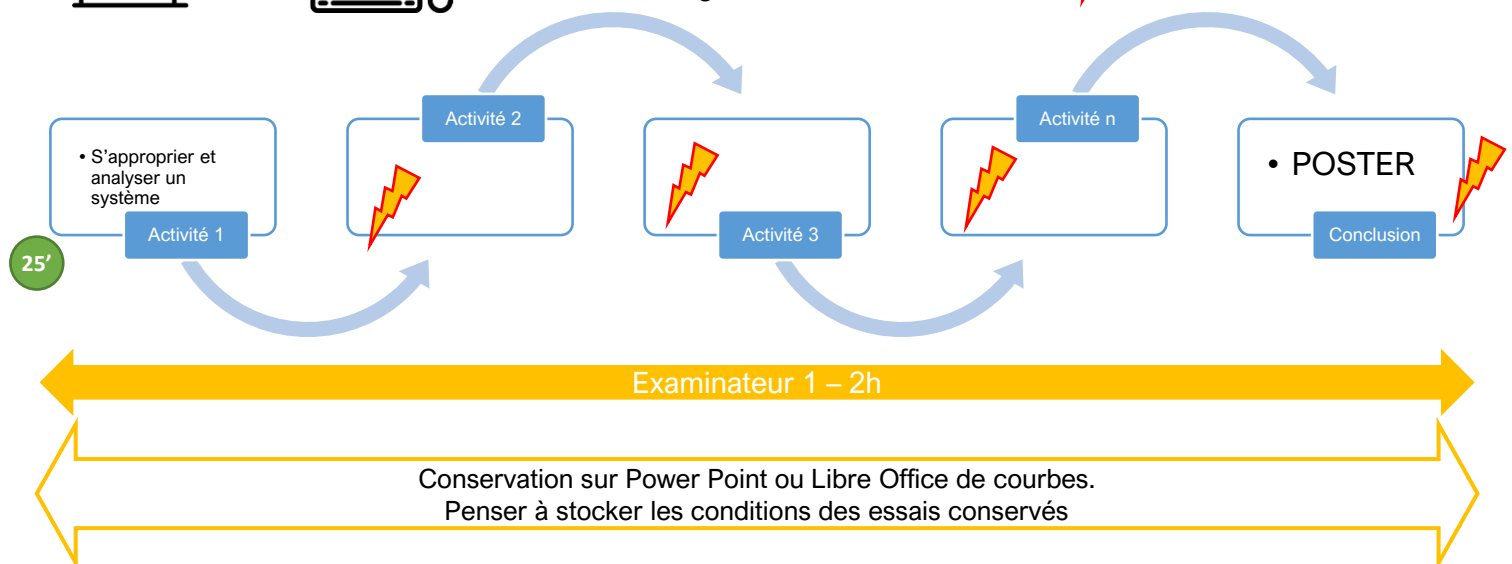 Activité 2
Activité n
• S'approprier et
analyser un
système
• POSTER
Activité 1
Activité 3
Conclusion
25’
Examinateur 1 – 2h
Conservation sur Power Point ou Libre Office de courbes.
Penser à stocker les conditions des essais conservés